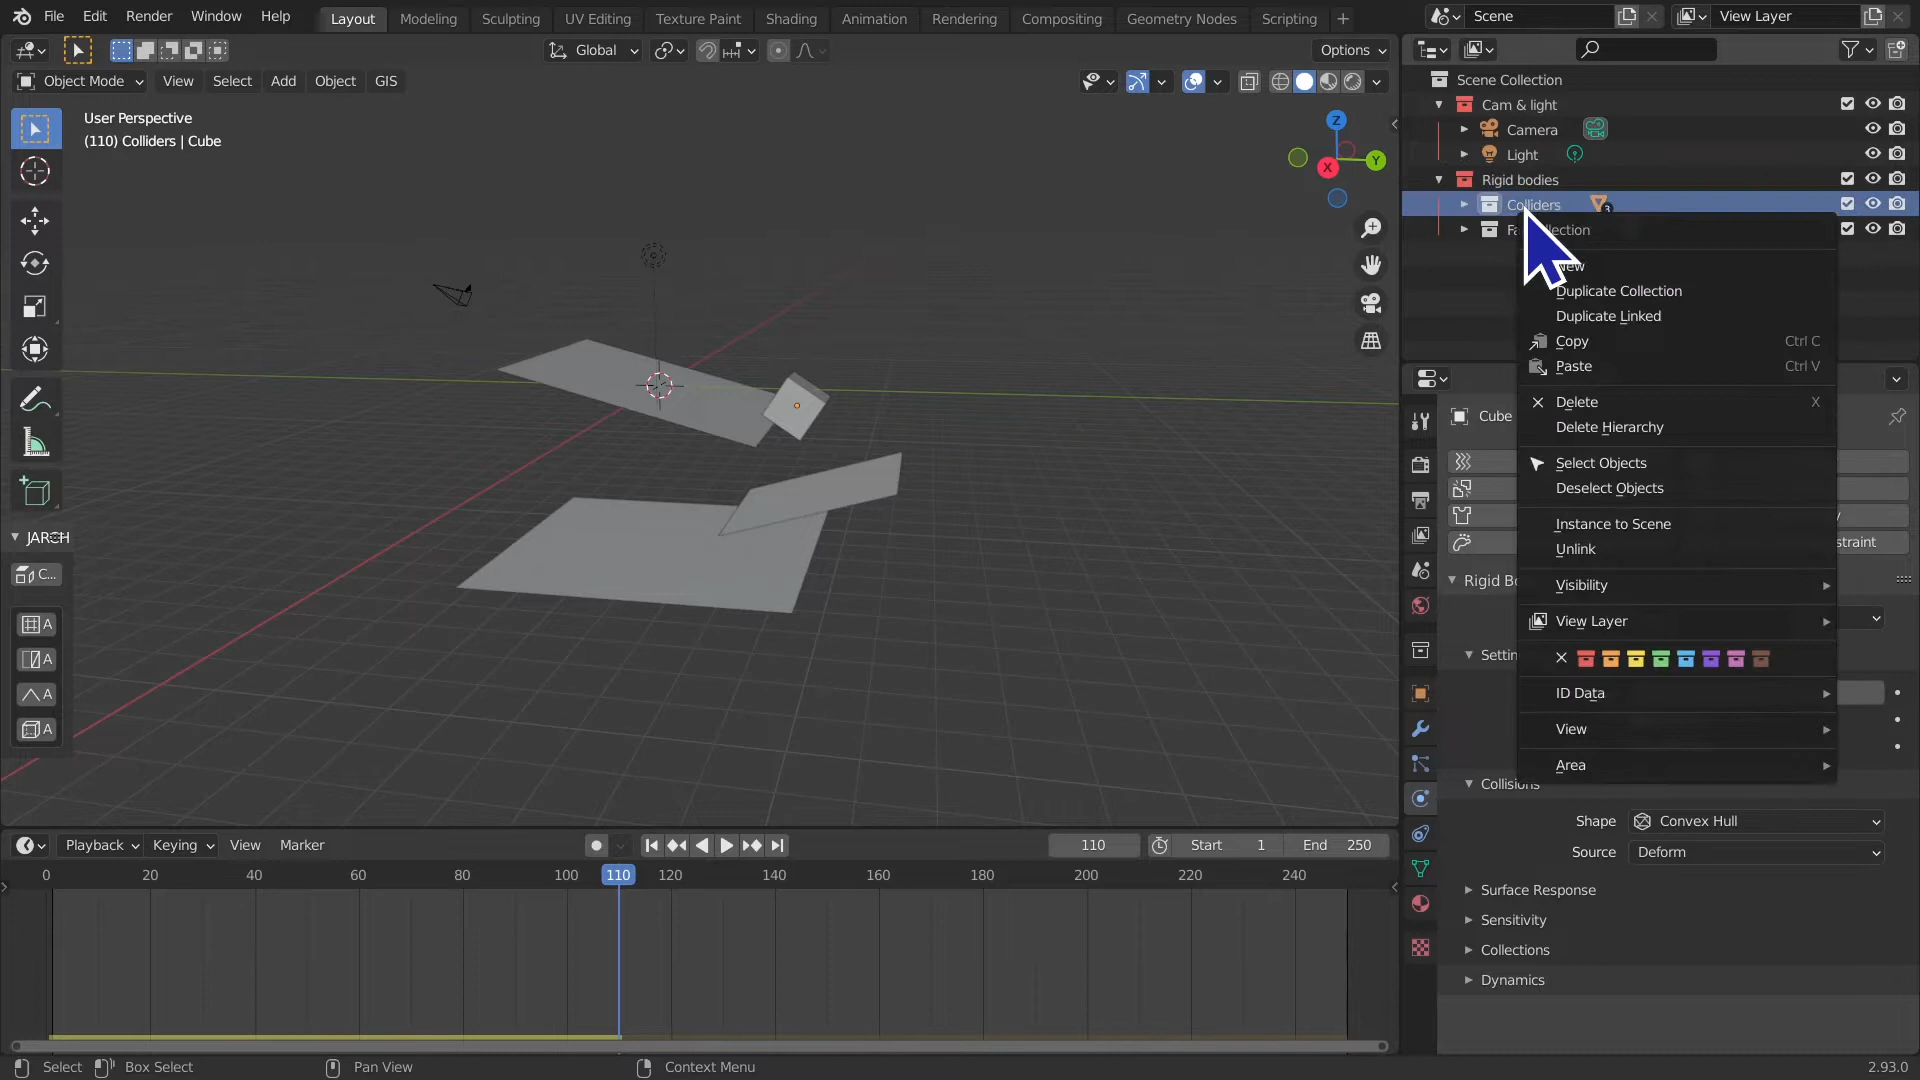 File Edit Render Window Help Layout Modeling Sculpting UV Editing Texture Paint Shading Animation Rendering Compositing Geometry Nodes Scripting + Scene View Layer
Global Options
Object Mode View Select Add Object GIS
User Perspective
(110) Colliders | Cube
Z
Y
X
JARCH
C...
A
A
A
A
Scene Collection
Cam & light
Camera
Light
Rigid bodies
Colliders 3
New
Duplicate Collection
Duplicate Linked
Copy Ctrl C
Paste Ctrl V
Delete X
Delete Hierarchy
Select Objects
Deselect Objects
Instance to Scene
Unlink
Visibility
View Layer
ID Data
View
Area
Cube
Rigid Bo
Settin
Collisions
Shape Convex Hull
Source Deform
Surface Response
Sensitivity
Collections
Dynamics
Playback Keying View Marker 110 Start 1 End 250
0 20 40 60 80 100 110 120 140 160 180 200 220 240
Select Box Select Pan View Context Menu 2.93.0